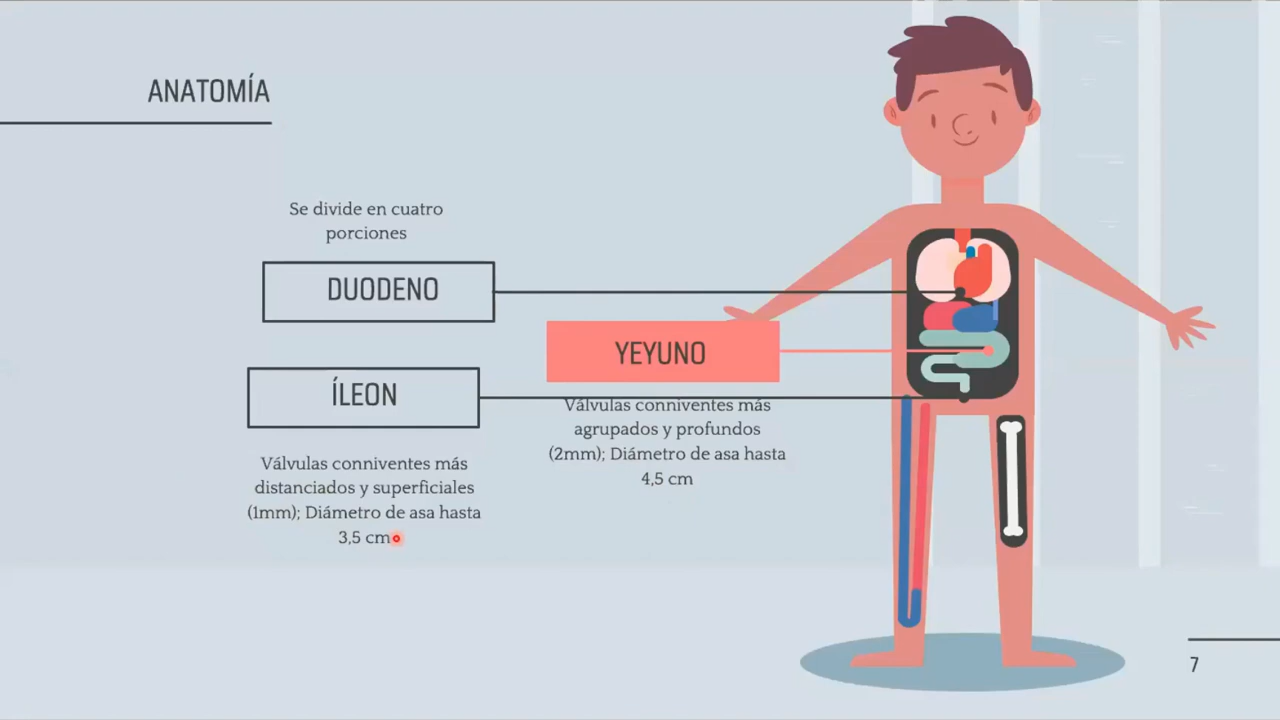 ANATOMÍA
Se divide en cuatro
porciones
DUODENO
YEYUNO
Válvulas conniventes más
agrupados y profundos
(2mm); Diámetro de asa hasta
4,5 cm
ÍLEON
Válvulas conniventes más
distanciados y superficiales
(1mm); Diámetro de asa hasta
3,5 cm
7